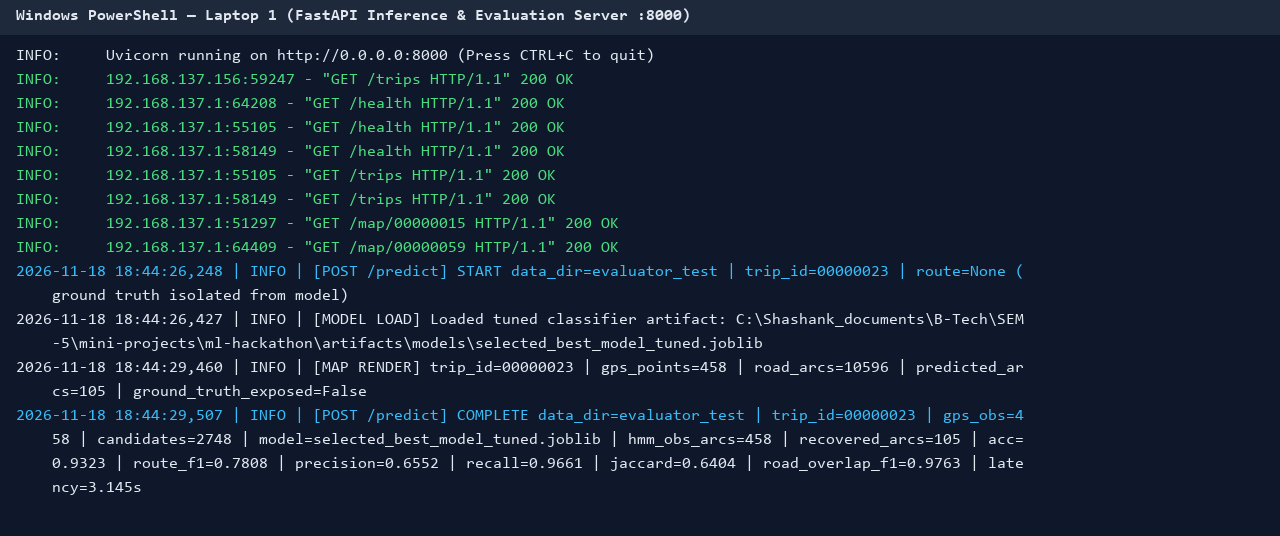 Windows PowerShell — Laptop 1 (FastAPI Inference & Evaluation Server :8000)
INFO:     Uvicorn running on http://0.0.0.0:8000 (Press CTRL+C to quit)
INFO:     192.168.137.156:59247 - "GET /trips HTTP/1.1" 200 OK
INFO:     192.168.137.1:64208 - "GET /health HTTP/1.1" 200 OK
INFO:     192.168.137.1:55105 - "GET /health HTTP/1.1" 200 OK
INFO:     192.168.137.1:58149 - "GET /health HTTP/1.1" 200 OK
INFO:     192.168.137.1:55105 - "GET /trips HTTP/1.1" 200 OK
INFO:     192.168.137.1:58149 - "GET /trips HTTP/1.1" 200 OK
INFO:     192.168.137.1:51297 - "GET /map/00000015 HTTP/1.1" 200 OK
INFO:     192.168.137.1:64409 - "GET /map/00000059 HTTP/1.1" 200 OK
2026-11-18 18:44:26,248 | INFO | [POST /predict] START data_dir=evaluator_test | trip_id=00000023 | route=None (
ground truth isolated from model)
2026-11-18 18:44:26,427 | INFO | [MODEL LOAD] Loaded tuned classifier artifact: C:\Shashank_documents\B-Tech\SEM
-5\mini-projects\ml-hackathon\artifacts\models\selected_best_model_tuned.joblib
2026-11-18 18:44:29,460 | INFO | [MAP RENDER] trip_id=00000023 | gps_points=458 | road_arcs=10596 | predicted_ar
cs=105 | ground_truth_exposed=False
2026-11-18 18:44:29,507 | INFO | [POST /predict] COMPLETE data_dir=evaluator_test | trip_id=00000023 | gps_obs=4
58 | candidates=2748 | model=selected_best_model_tuned.joblib | hmm_obs_arcs=458 | recovered_arcs=105 | acc=
0.9323 | route_f1=0.7808 | precision=0.6552 | recall=0.9661 | jaccard=0.6404 | road_overlap_f1=0.9763 | late
ncy=3.145s